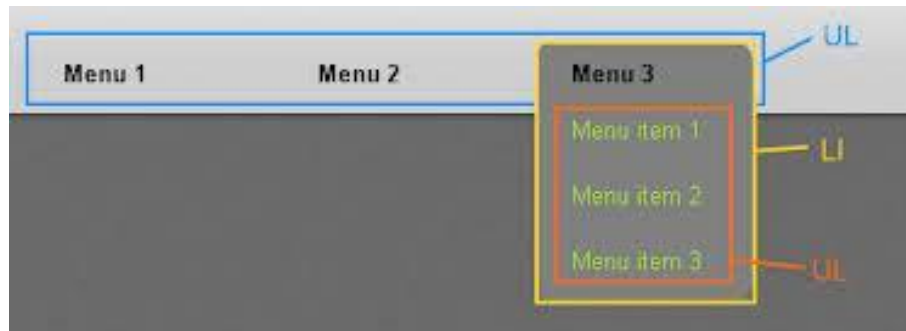 UL
Menu 1 Menu 2 Menu 3
Menu item 1
LI
Menu item 2
Menu item 3
UL